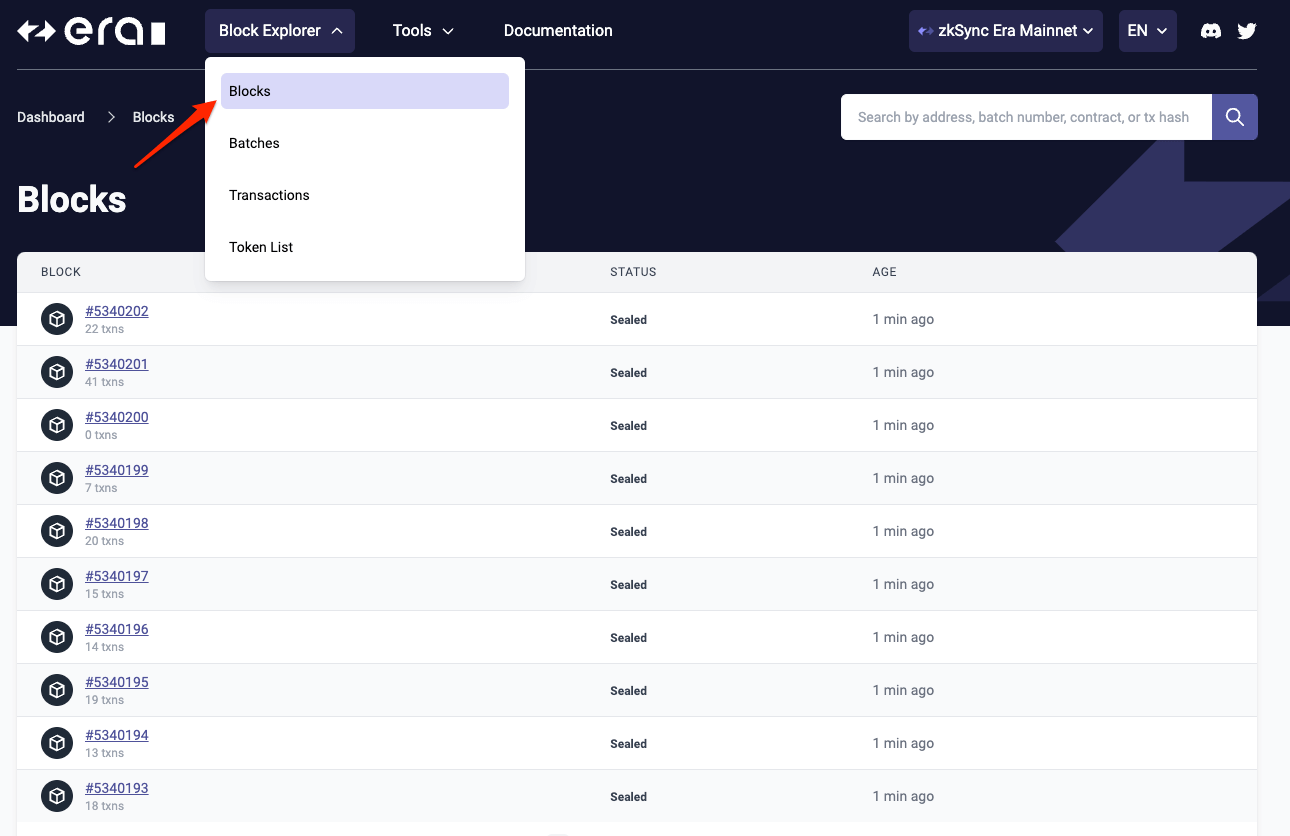 era
Block Explorer
Tools
Documentation
zkSync Era Mainnet
EN
Blocks
Batches
Transactions
Token List
Dashboard
Blocks
Search by address, batch number, contract, or tx hash
Blocks
BLOCK
STATUS
AGE
#5340202
22 txns
Sealed
1 min ago
#5340201
41 txns
Sealed
1 min ago
#5340200
0 txns
Sealed
1 min ago
#5340199
7 txns
Sealed
1 min ago
#5340198
20 txns
Sealed
1 min ago
#5340197
15 txns
Sealed
1 min ago
#5340196
14 txns
Sealed
1 min ago
#5340195
19 txns
Sealed
1 min ago
#5340194
13 txns
Sealed
1 min ago
#5340193
18 txns
Sealed
1 min ago